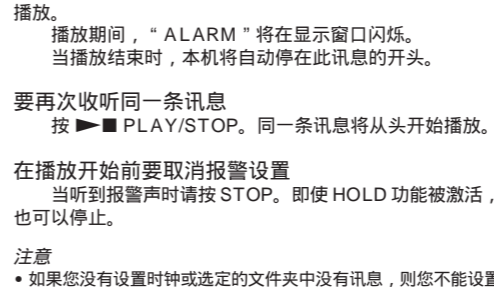 播放。
播放期间，“ALARM”将在显示窗口闪烁。
当播放结束时，本机将自动停在此讯息的开头。
要再次收听同一条讯息
按 ►■ PLAY/STOP。同一条讯息将从头开始播放。
在播放开始前要取消报警设置
当听到报警声时请按 STOP。即使 HOLD 功能被激活，
也可以停止。
注意
• 如果您没有设置时钟或选定的文件夹中没有讯息，则您不能设置